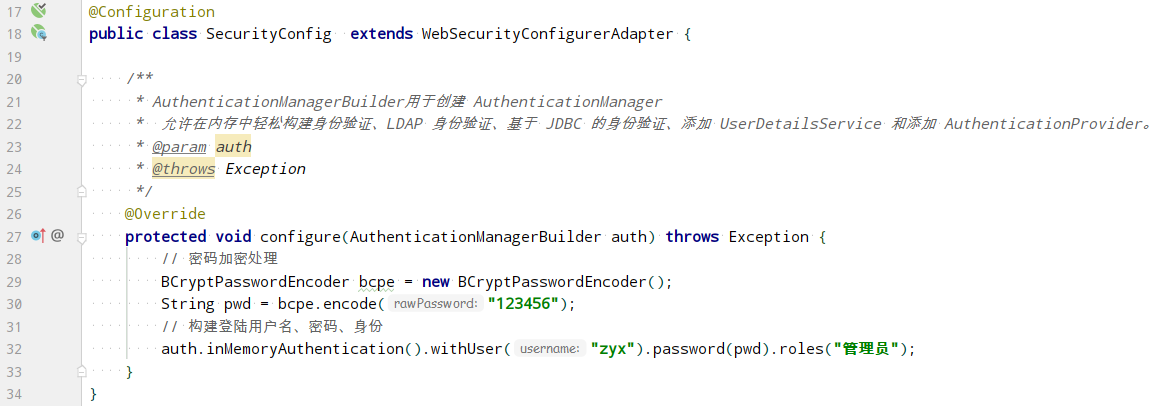 17 @Configuration
18 public class SecurityConfig  extends WebSecurityConfigurerAdapter {
19
20     /**
21      * AuthenticationManagerBuilder用于创建 AuthenticationManager
22      *  允许在内存中轻松构建身份验证、LDAP 身份验证、基于 JDBC 的身份验证、添加 UserDetailsService 和添加 AuthenticationProvider。
23      * @param auth
24      * @throws Exception
25      */
26     @Override
27 @     protected void configure(AuthenticationManagerBuilder auth) throws Exception {
28         // 密码加密处理
29         BCryptPasswordEncoder bcpe = new BCryptPasswordEncoder();
30         String pwd = bcpe.encode( rawPassword: "123456");
31         // 构建登陆用户名、密码、身份
32         auth.inMemoryAuthentication().withUser( username: "zyx").password(pwd).roles("管理员");
33     }
34 }